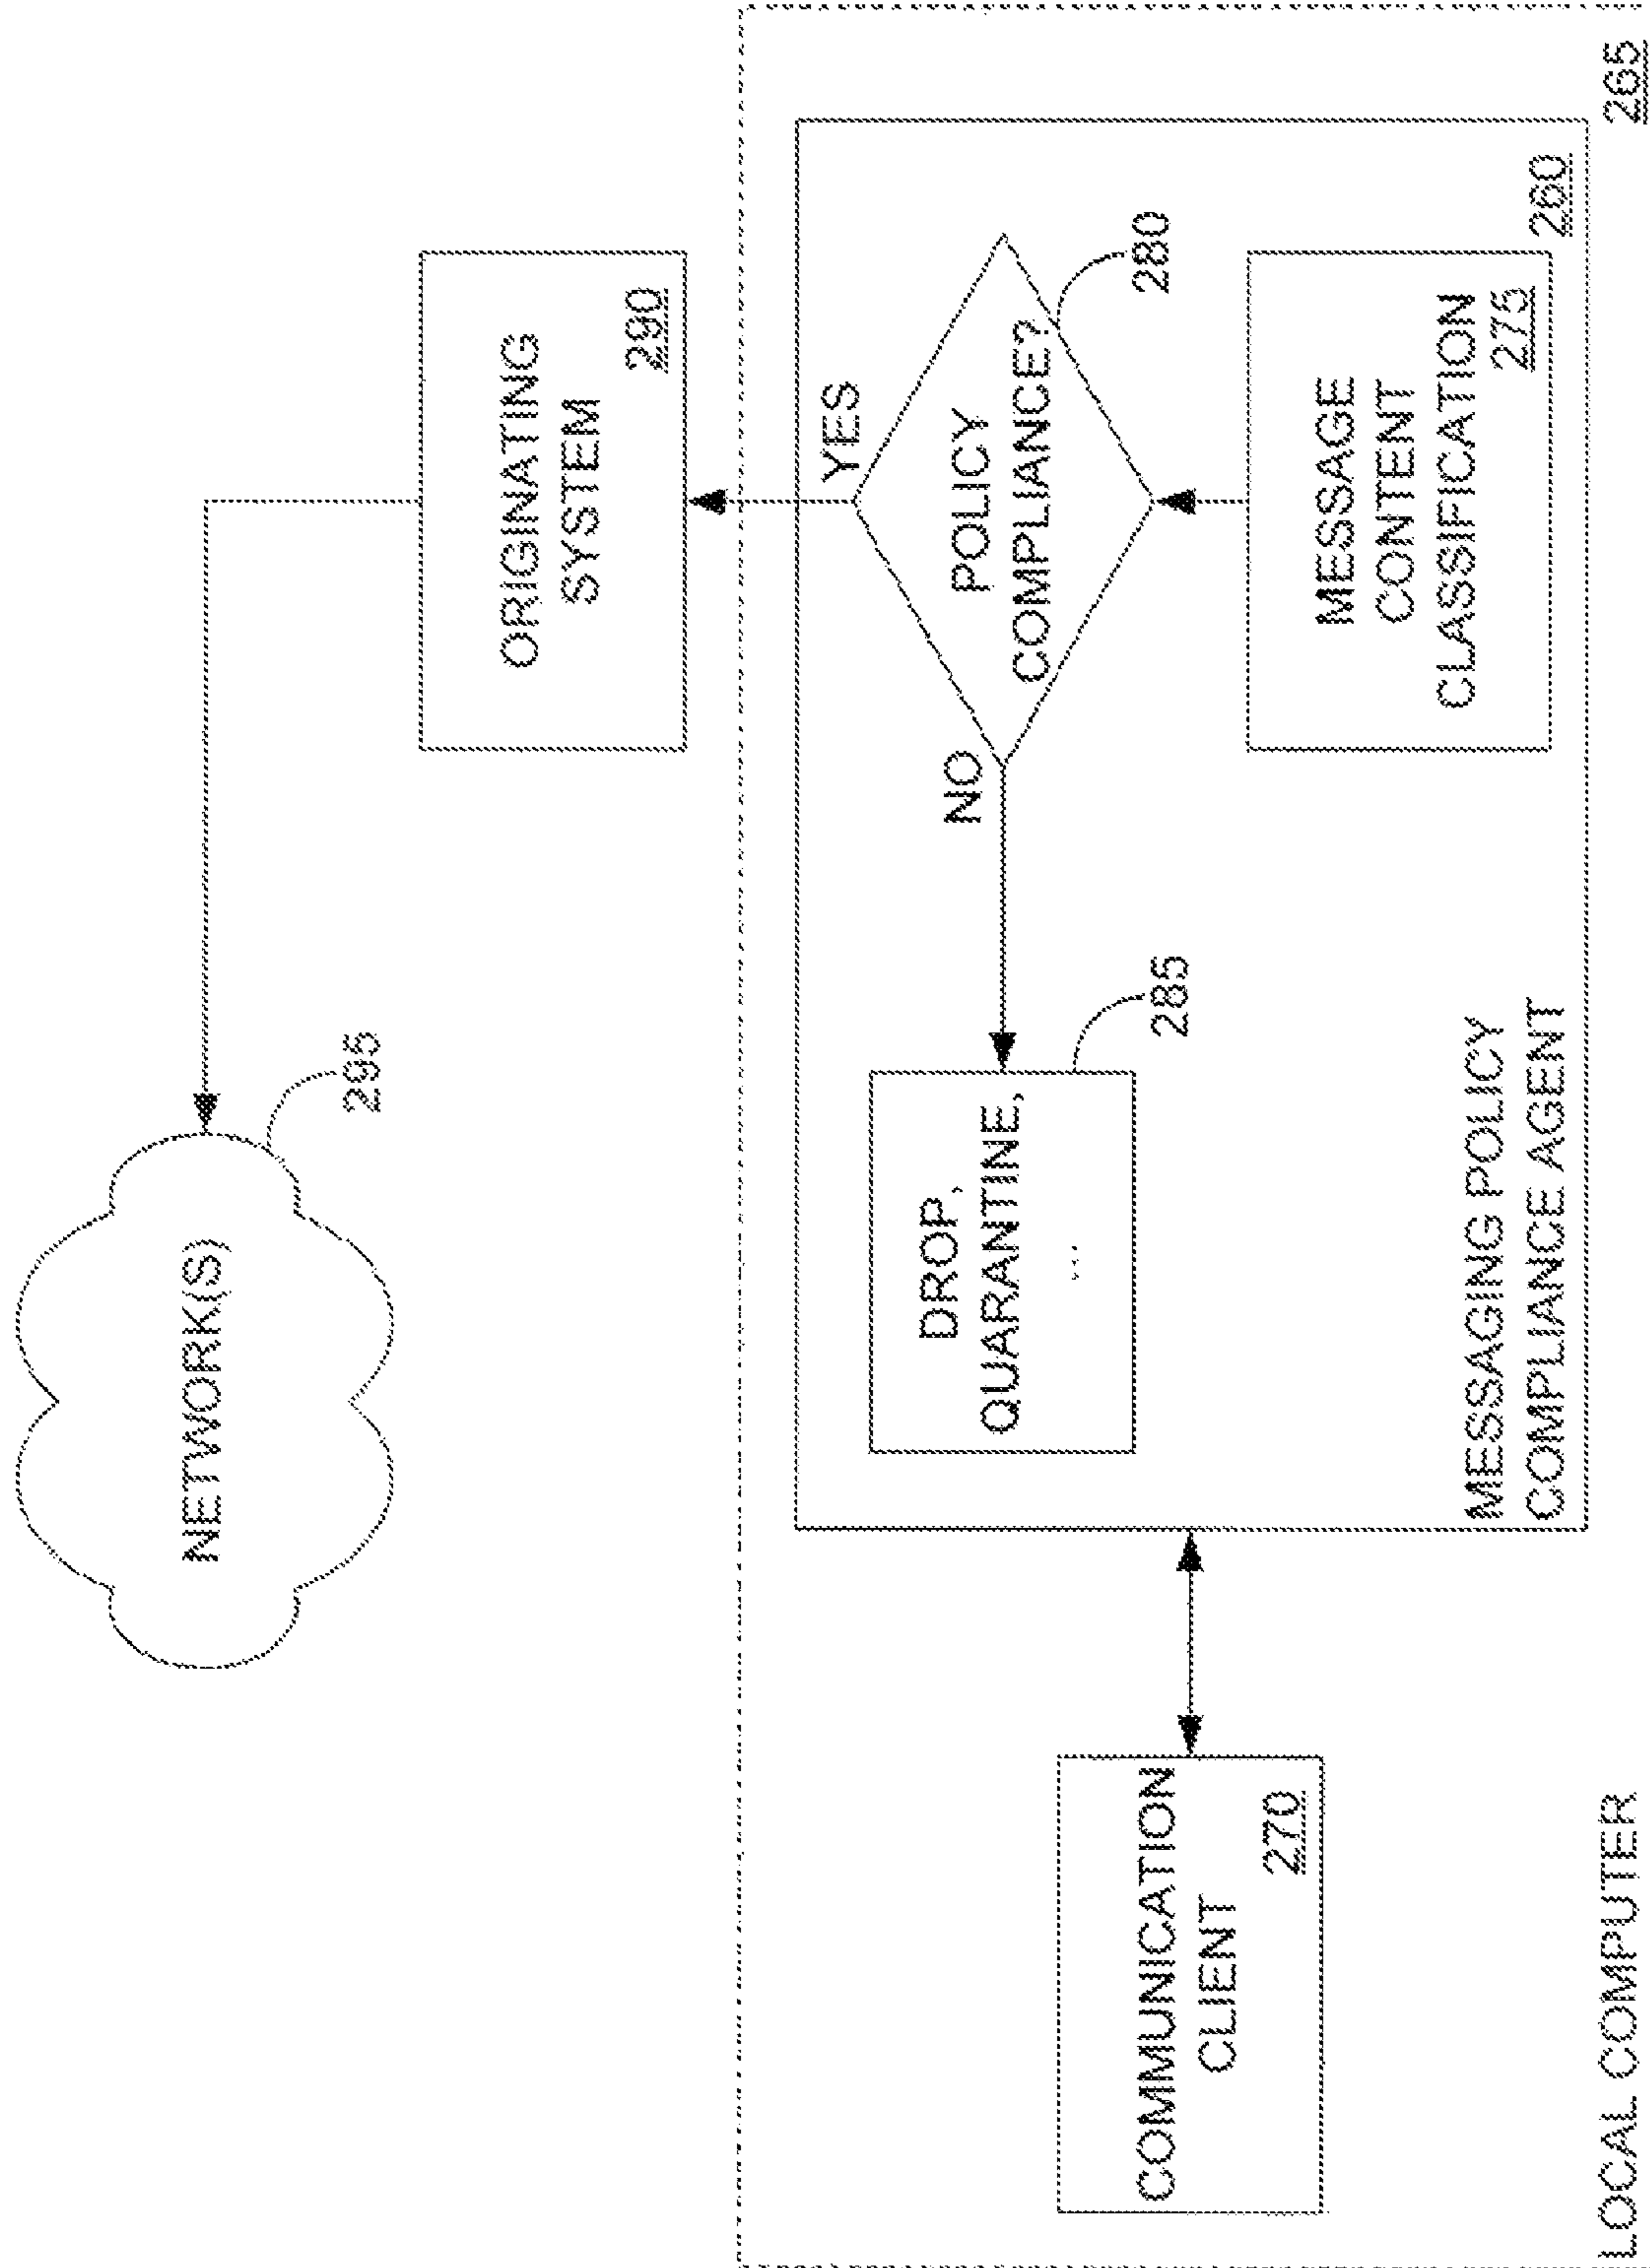 NETWORK(S)
295
ORIGINATING
SYSTEM
290
YES
POLICY
COMPLIANCE?
280
NO
DROP,
QUARANTINE,
...
285
MESSAGE
CONTENT
CLASSIFICATION
275
MESSAGING POLICY
COMPLIANCE AGENT
260
COMMUNICATION
CLIENT
270
LOCAL COMPUTER
265